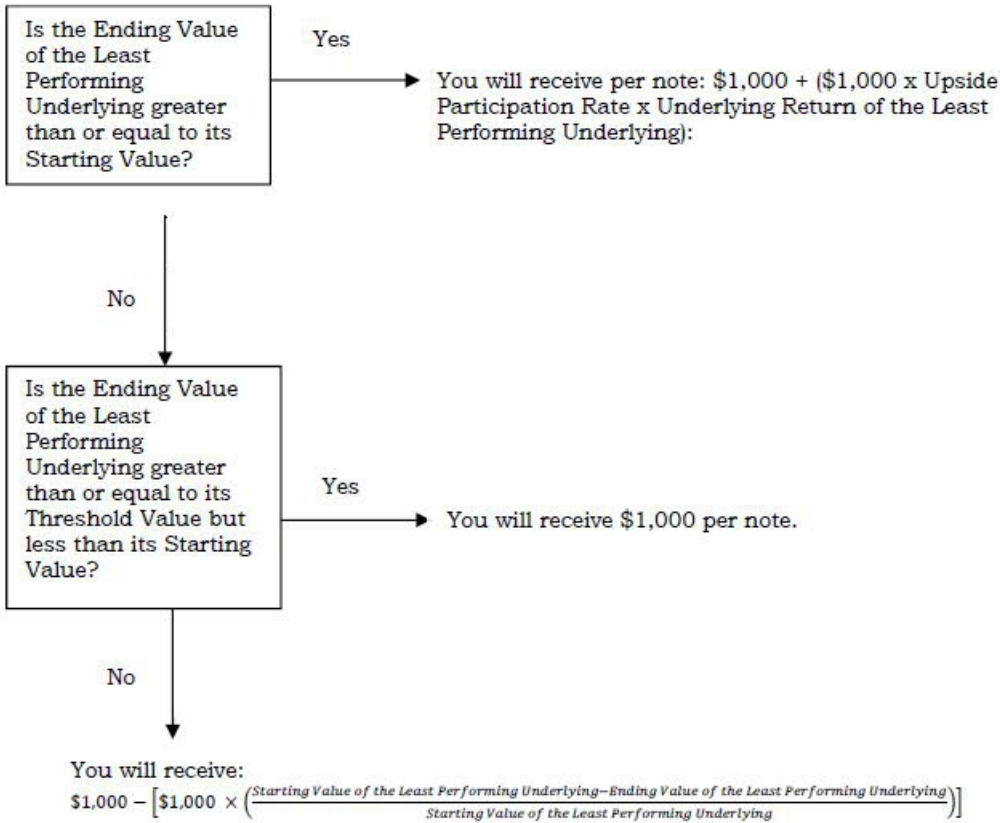 Is the Ending Value
of the Least
Performing
Underlying greater
than or equal to its
Starting Value?
Yes
You will receive per note: $1,000 + ($1,000 x Upside
Participation Rate x Underlying Return of the Least
Performing Underlying):
No
Is the Ending Value
of the Least
Performing
Underlying greater
than or equal to its
Threshold Value but
less than its Starting
Value?
Yes
You will receive $1,000 per note.
No
You will receive:
$1,000 − [$1,000 × (Starting Value of the Least Performing Underlying−Ending Value of the Least Performing Underlying
Starting Value of the Least Performing Underlying)]